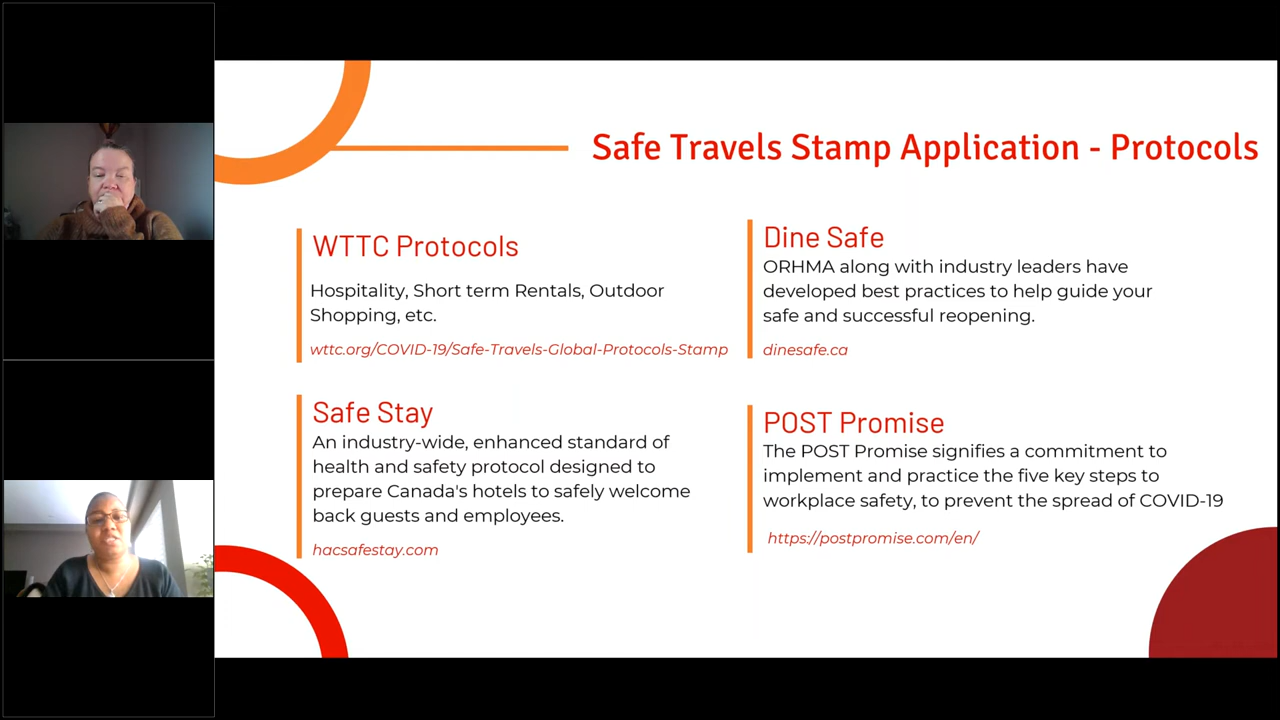 Safe Travels Stamp Application - Protocols
WTTC Protocols
Hospitality, Short term Rentals, Outdoor
Shopping, etc.
wttc.org/COVID-19/Safe-Travels-Global-Protocols-Stamp
Dine Safe
ORHMA along with industry leaders have
developed best practices to help guide your
safe and successful reopening.
dinesafe.ca
Safe Stay
An industry-wide, enhanced standard of
health and safety protocol designed to
prepare Canada's hotels to safely welcome
back guests and employees.
hacsafestay.com
POST Promise
The POST Promise signifies a commitment to
implement and practice the five key steps to
workplace safety, to prevent the spread of COVID-19
https://postpromise.com/en/